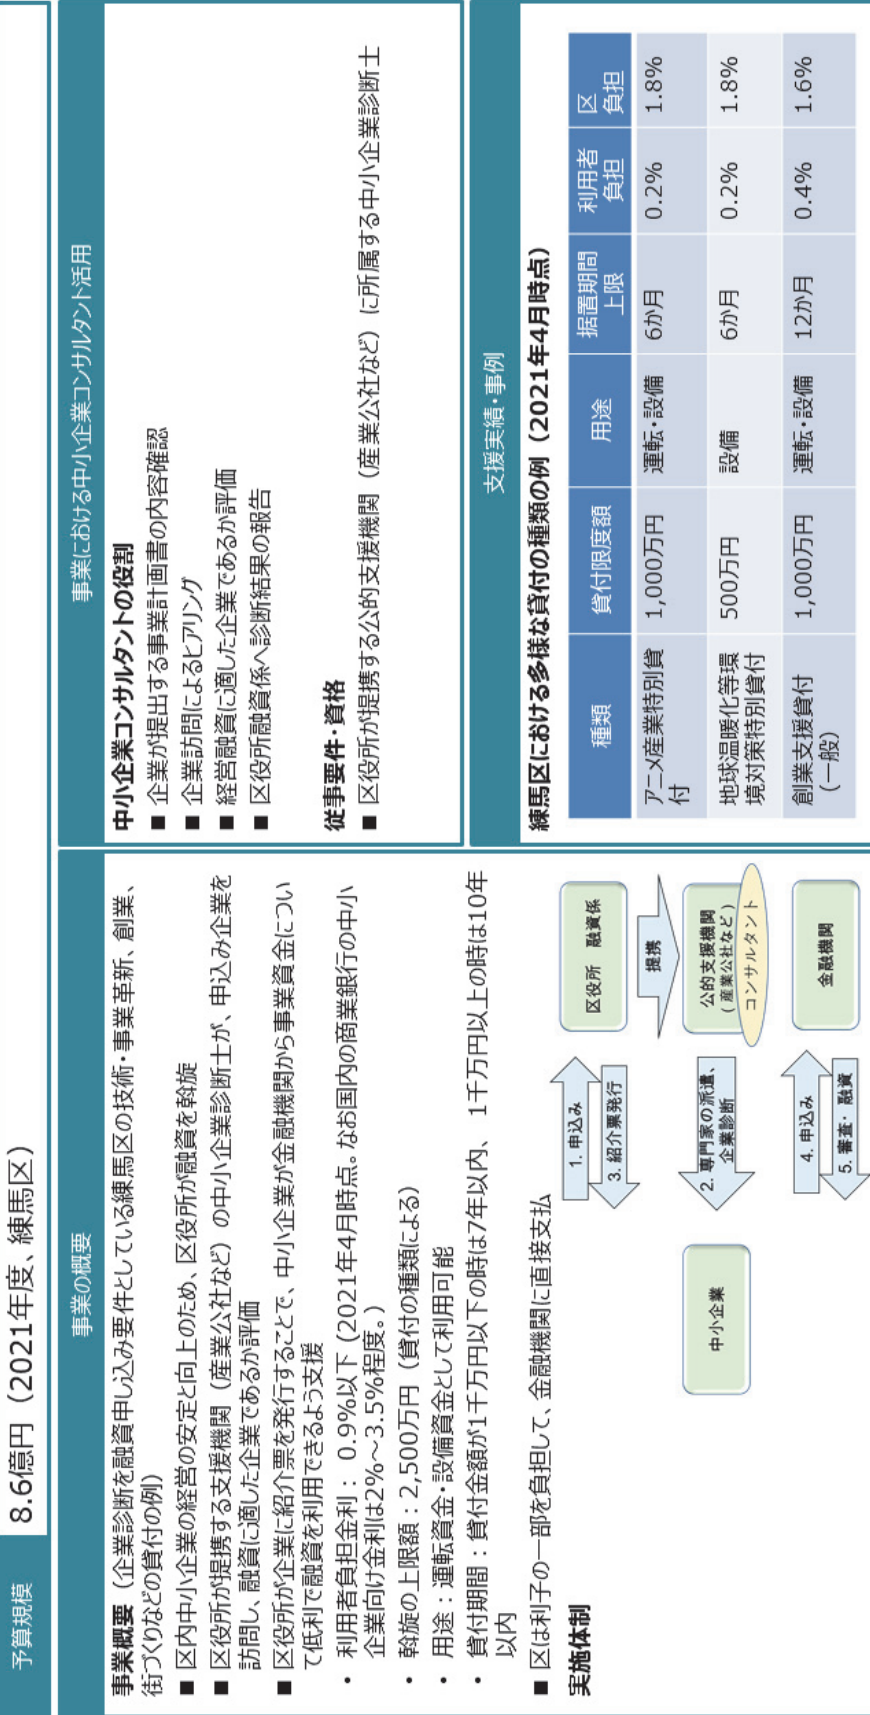 予算規模
8.6億円（2021年度、練馬区）
事業の概要
事業概要（企業診断を融資申し込み要件としている練馬区の技術・事業革新、創業、
街づくりなどの貸付の例）
■ 区内中小企業の経営の安定と向上のため、区役所が融資を斡旋
■ 区役所が提携する支援機関（産業公社など）の中小企業診断士が、申込み企業を
訪問し、融資に適した企業であるか評価
■ 区役所が企業に紹介票を発行することで、中小企業が金融機関から事業資金につい
て低利で融資を利用できるよう支援
• 利用者負担金利： 0.9%以下（2021年4月時点。なお国内の商業銀行の中小
企業向け金利は2%～3.5%程度。）
• 斡旋の上限額：2,500万円（貸付の種類による）
• 用途：運転資金・設備資金として利用可能
• 貸付期間：貸付金額が1千万円以下の時は7年以内、 1千万円以上の時は10年
以内
■ 区は利子の一部を負担して、金融機関に直接支払
実施体制
中小企業
1. 申込み
3. 紹介票発行
2. 専門家の派遣、
企業診断
4. 申込み
5. 審査・融資
区役所 融資係
提携
公的支援機関
（産業公社など）
コンサルタント
金融機関
事業における中小企業コンサルタント活用
中小企業コンサルタントの役割
■ 企業が提出する事業計画書の内容確認
■ 企業訪問によるヒアリング
■ 経営融資に適した企業であるか評価
■ 区役所融資係へ診断結果の報告
従事要件・資格
■ 区役所が提携する公的支援機関（産業公社など）に所属する中小企業診断士
支援実績・事例
練馬区における多様な貸付の種類の例（2021年4月時点）
種類 貸付限度額 用途 据置期間上限 利用者負担 区負担
アニメ産業特別貸付 1,000万円 運転・設備 6か月 0.2% 1.8%
地球温暖化等環境対策特別貸付 500万円 設備 6か月 0.2% 1.8%
創業支援貸付（一般） 1,000万円 運転・設備 12か月 0.4% 1.6%